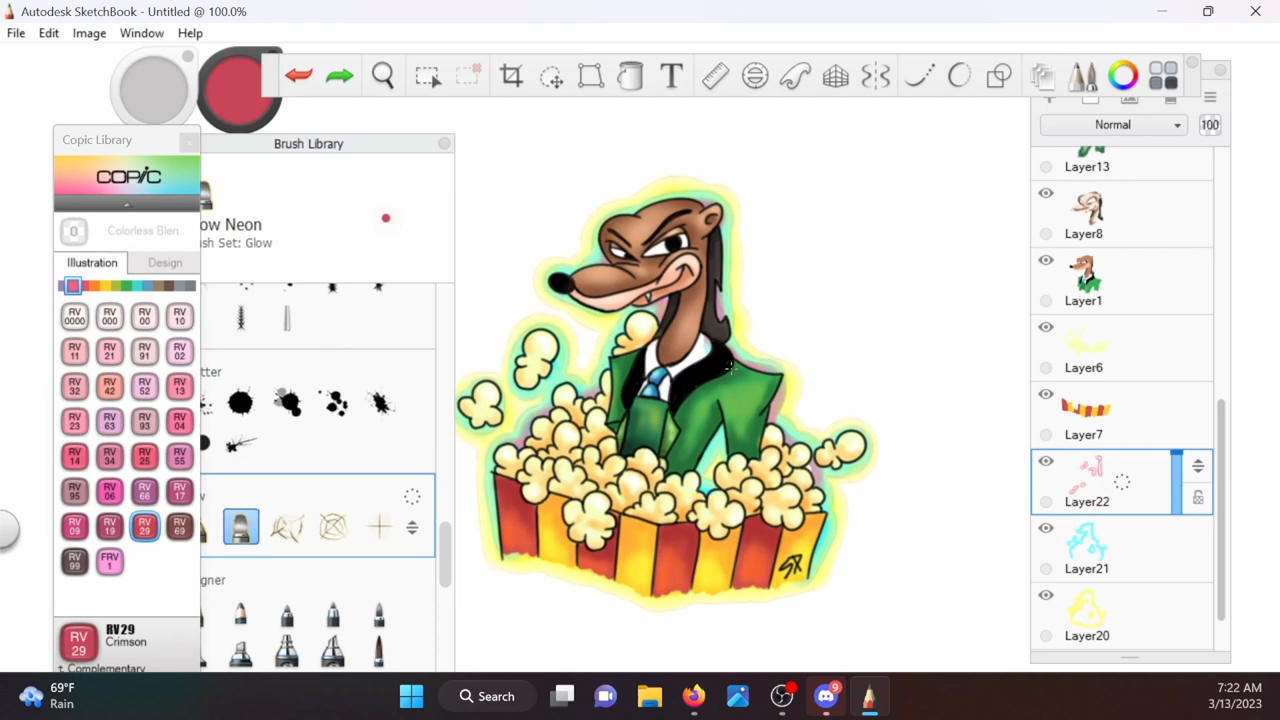 Autodesk SketchBook - Untitled @ 100.0%
File Edit Image Window Help
Copic Library
COPIC
0 Colorless Blen..
Illustration Design
RV 0000 RV 000 RV 00 RV 10
RV 11 RV 21 RV 91 RV 02
RV 32 RV 42 RV 52 RV 13
RV 23 RV 63 RV 93 RV 04
RV 14 RV 34 RV 25 RV 55
RV 95 RV 06 RV 66 RV 17
RV 09 RV 19 RV 29 RV 69
RV 99 FRV 1
RV 29 RV29
Crimson
Complementary
Brush Library
ow Neon
ush Set: Glow
tter
w
gner
T
SR
Normal 100
Layer13
Layer8
Layer1
Layer6
Layer7
Layer22
Layer21
Layer20
69°F
Rain
Search
9
7:22 AM
3/13/2023